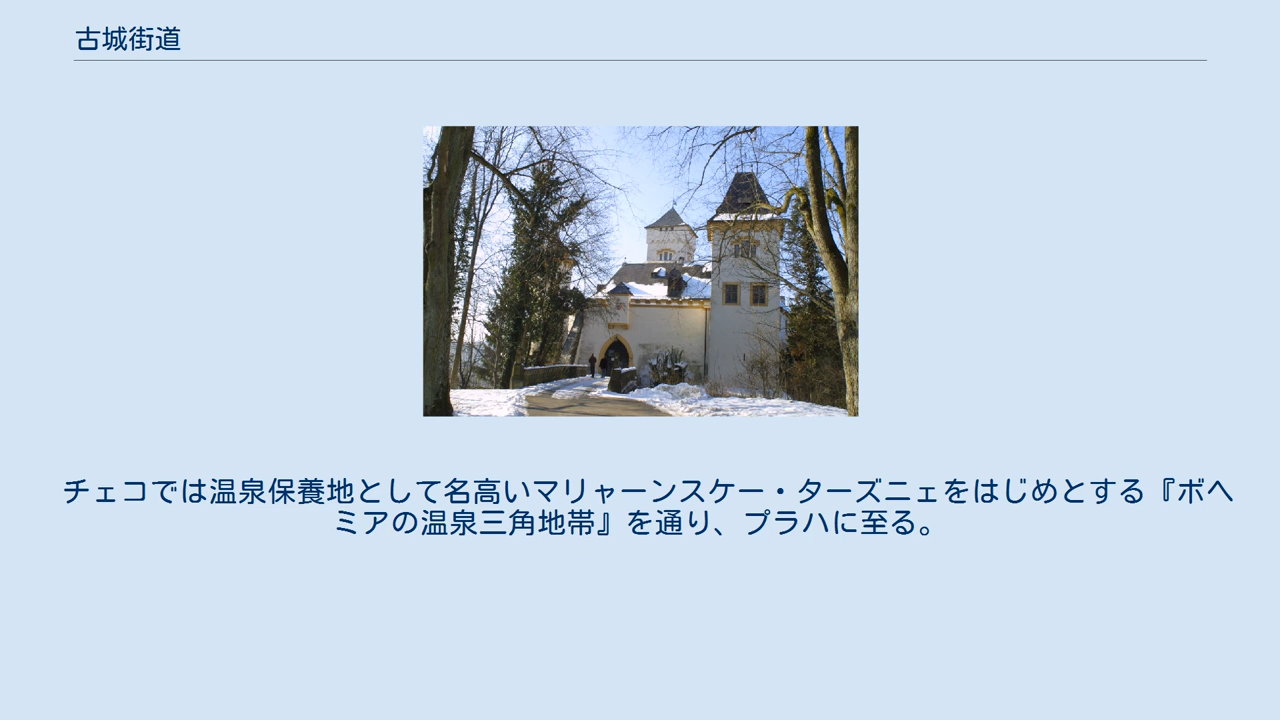 古城街道
チェコでは温泉保養地として名高いマリャーンスケー・ターズニェをはじめとする『ボヘ
ミアの温泉三角地帯』を通り、プラハに至る。